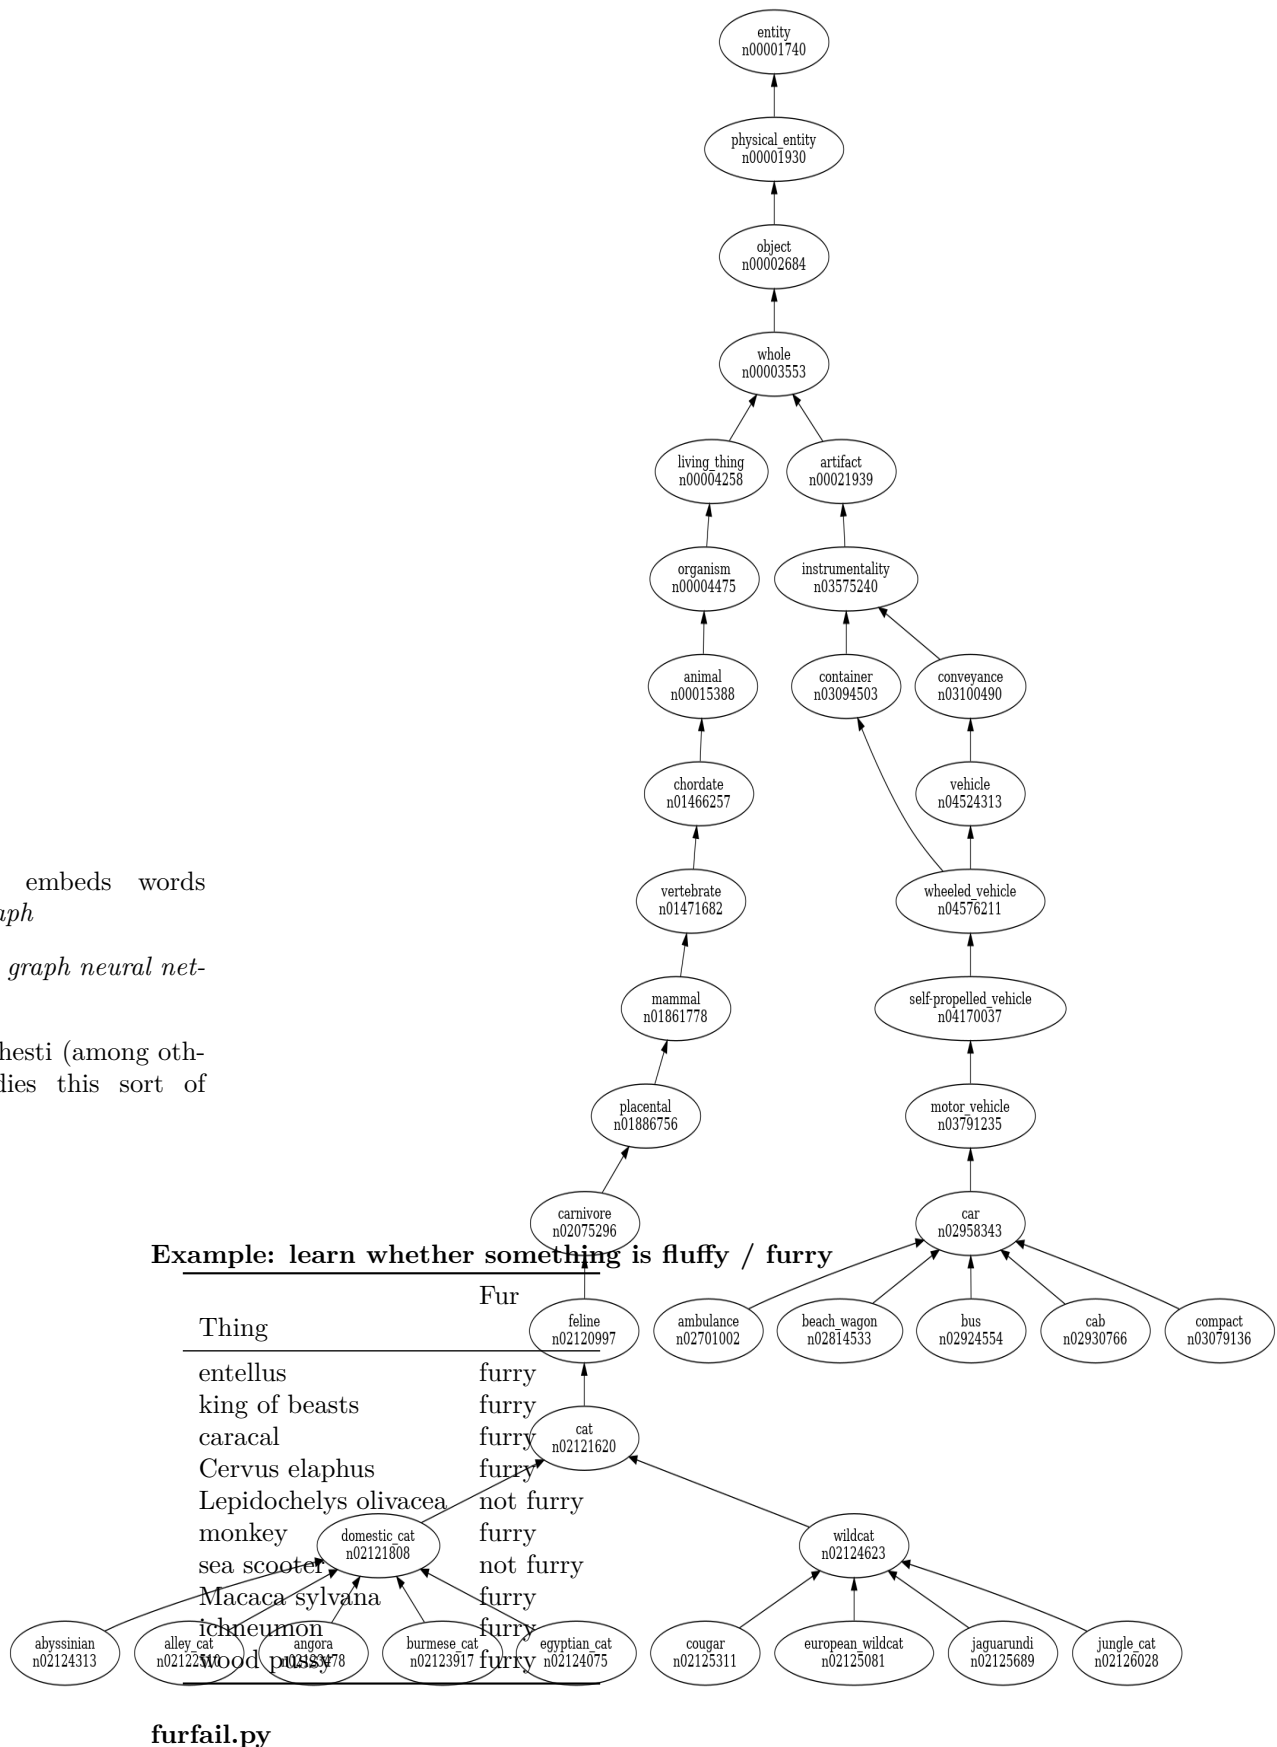 entity
n00001740
physical_entity
n00001930
object
n00002684
whole
n00003553
living_thing
n00004258
artifact
n00021939
organism
n00004475
instrumentality
n03575240
animal
n00015388
container
n03094503
conveyance
n03100490
chordate
n01466257
vehicle
n04524313
embeds words
aph
graph neural net-
hesti (among oth-
dies this sort of
vertebrate
n01471682
wheeled_vehicle
n04576211
mammal
n01861778
self-propelled_vehicle
n04170037
placental
n01886756
motor_vehicle
n03791235
carnivore
n02075296
car
n02958343
Example: learn whether something is fluffy / furry
Fur
Thing
feline
n02120997
ambulance
n02701002
beach_wagon
n02814533
bus
n02924554
cab
n02930766
compact
n03079136
entellus furry
king of beasts furry
caracal furry
Cervus elaphus furry
Lepidochelys olivacea not furry
monkey furry
sea scooter not furry
Macaca sylvana furry
ichneumon furry
wood pussy furry
cat
n02121620
domestic_cat
n02121808
wildcat
n02124623
abyssinian
n02124313
alley_cat
angora
burmese_cat
n02123917
egyptian_cat
n02124075
cougar
n02125311
european_wildcat
n02125081
jaguarundi
n02125689
jungle_cat
n02126028
furfail.py